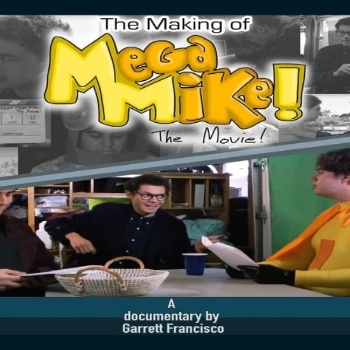 The Making of
Mega
Mike!
The Movie!
A
documentary by
Garrett Francisco